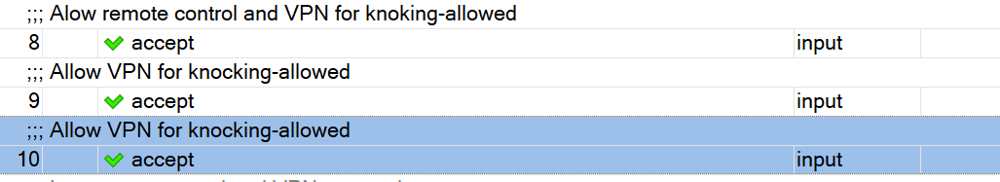 ;;; Alow remote control and VPN for knoking-allowed
8 accept input
;;; Allow VPN for knocking-allowed
9 accept input
;;; Allow VPN for knocking-allowed
10 accept input